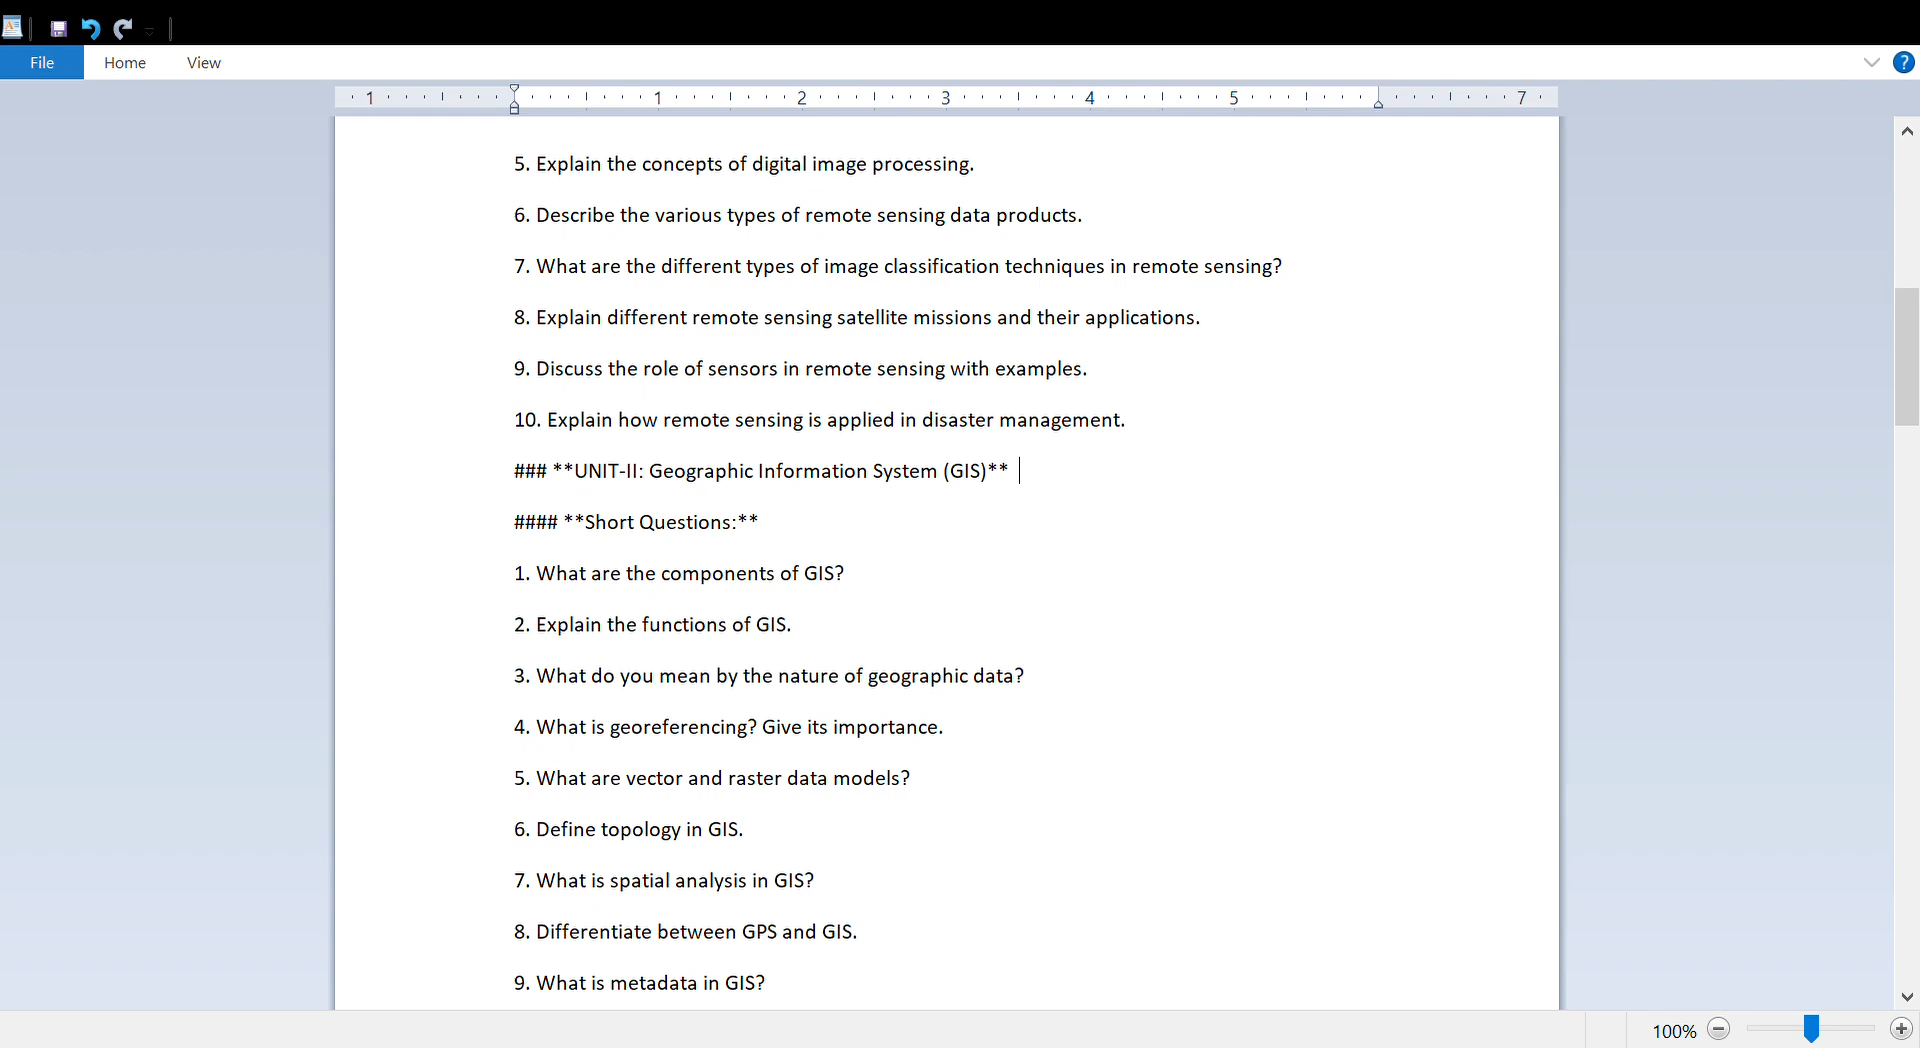 File Home View
1 1 2 3 4 5 7
5. Explain the concepts of digital image processing.
6. Describe the various types of remote sensing data products.
7. What are the different types of image classification techniques in remote sensing?
8. Explain different remote sensing satellite missions and their applications.
9. Discuss the role of sensors in remote sensing with examples.
10. Explain how remote sensing is applied in disaster management.
### **UNIT-II: Geographic Information System (GIS)**
#### **Short Questions:**
1. What are the components of GIS?
2. Explain the functions of GIS.
3. What do you mean by the nature of geographic data?
4. What is georeferencing? Give its importance.
5. What are vector and raster data models?
6. Define topology in GIS.
7. What is spatial analysis in GIS?
8. Differentiate between GPS and GIS.
9. What is metadata in GIS?
100%